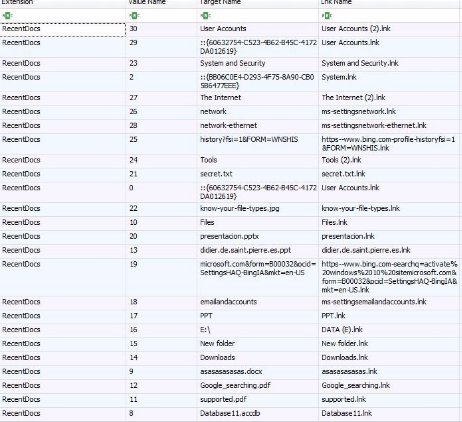 Extension Value Name Target Name Lnk Name
RecentDocs 30 User Accounts User Accounts (2).lnk
RecentDocs 29 ::{60632754-C523-4B62-B45C-4172 User Accounts.lnk
DA012619}
RecentDocs 23 System and Security System and Security.lnk
RecentDocs 2 ::{BB06C0E4-D293-4F75-8A90-CB0 System.lnk
5B6477EEE}
RecentDocs 27 The Internet The Internet (2).lnk
RecentDocs 26 network ms-settingsnetwork.lnk
RecentDocs 28 network-ethernet ms-settingsnetwork-ethernet.lnk
RecentDocs 25 history?fsi=1&FORM=WNSHIS https--www.bing.com-profile-historyfsi=1
&FORM=WNSHIS.lnk
RecentDocs 24 Tools Tools (2).lnk
RecentDocs 21 secret.txt secret.txt.lnk
RecentDocs 0 ::{60632754-C523-4B62-B45C-4172 User Accounts.lnk
DA012619}
RecentDocs 22 know-your-file-types.jpg know-your-file-types.lnk
RecentDocs 10 Files Files.lnk
RecentDocs 20 presentacion.pptx presentacion.lnk
RecentDocs 13 didier.de.saint.pierre.es.ppt didier.de.saint.pierre.es.lnk
RecentDocs 19 microsoft.com&form=B00032&ocid= https--www.bing.com-searchq=activate%
SettingsHAQ-BingIA&mkt=en-US 20windows%2010%20sitemicrosoft.com&
form=B00032&ocid=SettingsHAQ-BingIA&
mkt=en-US.lnk
RecentDocs 18 emailandaccounts ms-settingsemailandaccounts.lnk
RecentDocs 17 PPT PPT.lnk
RecentDocs 16 E:\ DATA (E).lnk
RecentDocs 15 New folder New folder.lnk
RecentDocs 14 Downloads Downloads.lnk
RecentDocs 9 asasasasasas.docx asasasasasas.lnk
RecentDocs 12 Google_searching.pdf Google_searching.lnk
RecentDocs 11 supported.pdf supported.lnk
RecentDocs 8 Database11.accdb Database11.lnk